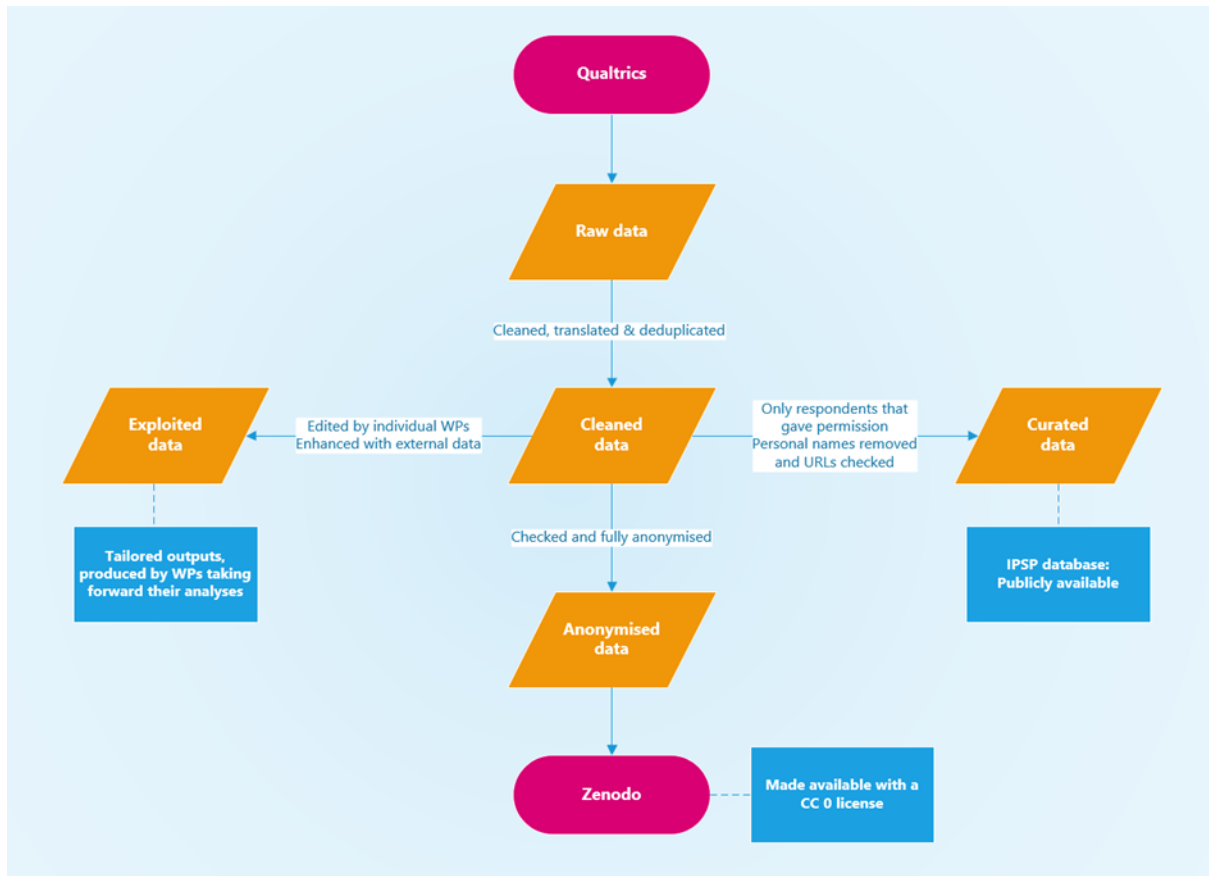 Qualtrics
Raw data
Cleaned, translated & deduplicated
Exploited
data
Edited by individual WPs
Enhanced with external data
Cleaned
data
Only respondents that
gave permission
Personal names removed
and URLs checked
Curated
data
Tailored outputs,
produced by WPs taking
forward their analyses
Checked and fully anonymised
IPSP database:
Publicly available
Anonymised
data
Zenodo
Made available with a
CC 0 license